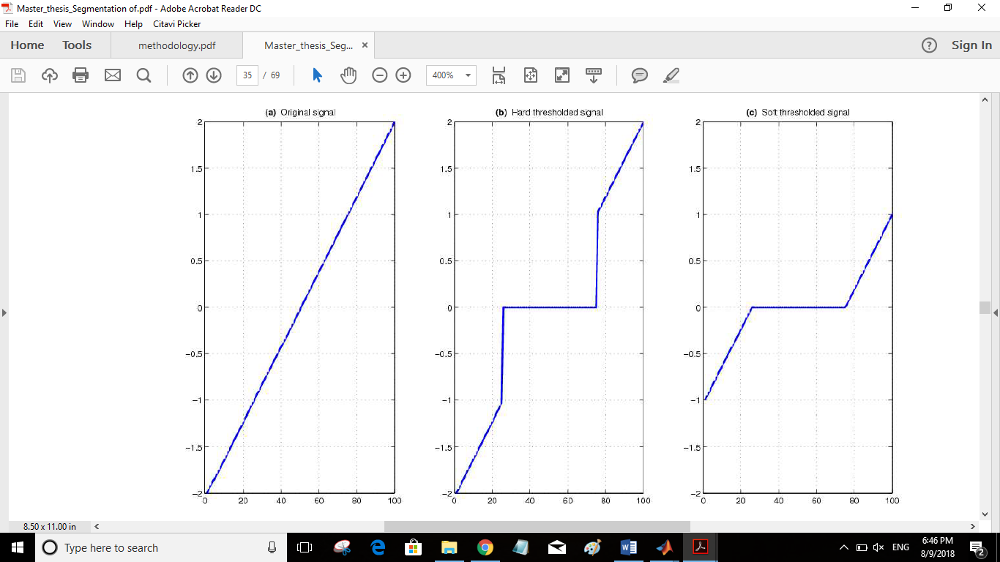 Master_thesis_Segmentation of.pdf - Adobe Acrobat Reader DC
File Edit View Window Help Citavi Picker
Home Tools methodology.pdf Master_thesis_Seg... × ? Sign In
35 / 69 400%
(a) Original signal (b) Hard thresholded signal (c) Soft thresholded signal
2 2 2
1.5 1.5 1.5
1 1 1
0.5 0.5 0.5
0 0 0
−0.5 −0.5 −0.5
−1 −1 −1
−1.5 −1.5 −1.5
−2 −2 −2
0 20 40 60 80 100 0 20 40 60 80 100 0 20 40 60 80 100
8.50 x 11.00 in
Type here to search ENG 6:46 PM
8/9/2018 2